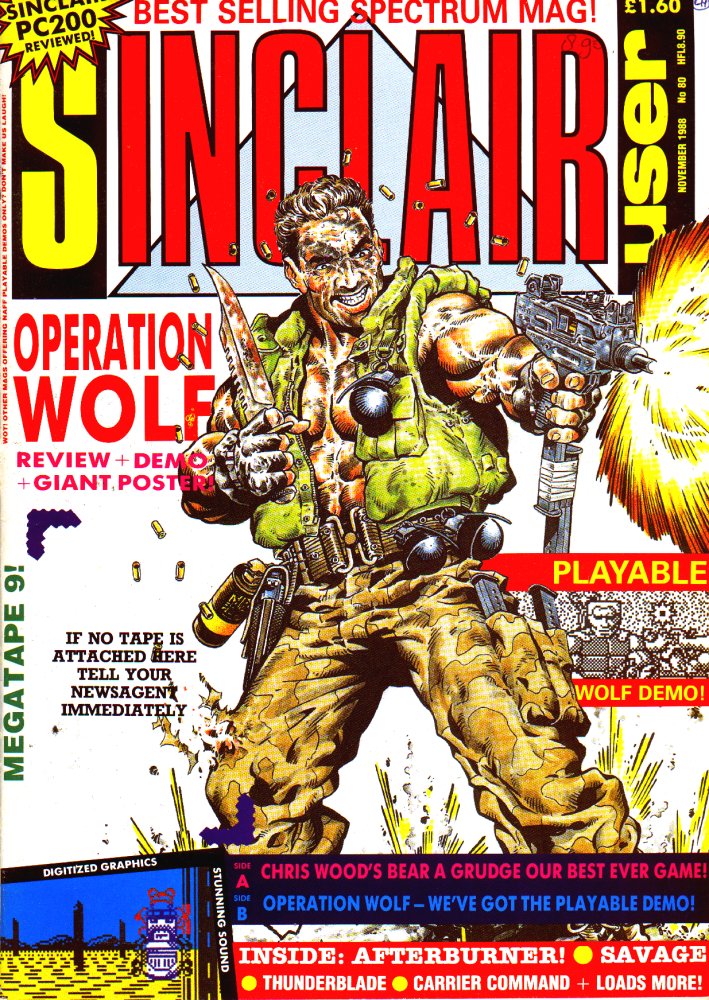 SINCLAIR
PC200
REVIEWED!
BEST SELLING SPECTRUM MAG!
£1.60
SINCLAIR
user
NOVEMBER 1988 No 80 HFL8.90
WOT! OTHER MAGS OFFERING NAFF PLAYABLE DEMOS ONLY? DON'T MAKE US LAUGH!
OPERATION
WOLF
REVIEW + DEMO
+ GIANT POSTER!
MEGATAPE 9!
IF NO TAPE IS
ATTACHED HERE
TELL YOUR
NEWSAGENT
IMMEDIATELY
PLAYABLE
WOLF DEMO!
DIGITIZED GRAPHICS
STUNNING SOUND
SIDE A CHRIS WOOD'S BEAR A GRUDGE OUR BEST EVER GAME!
SIDE B OPERATION WOLF – WE'VE GOT THE PLAYABLE DEMO!
INSIDE: AFTERBURNER! ● SAVAGE
● THUNDERBLADE ● CARRIER COMMAND + LOADS MORE!